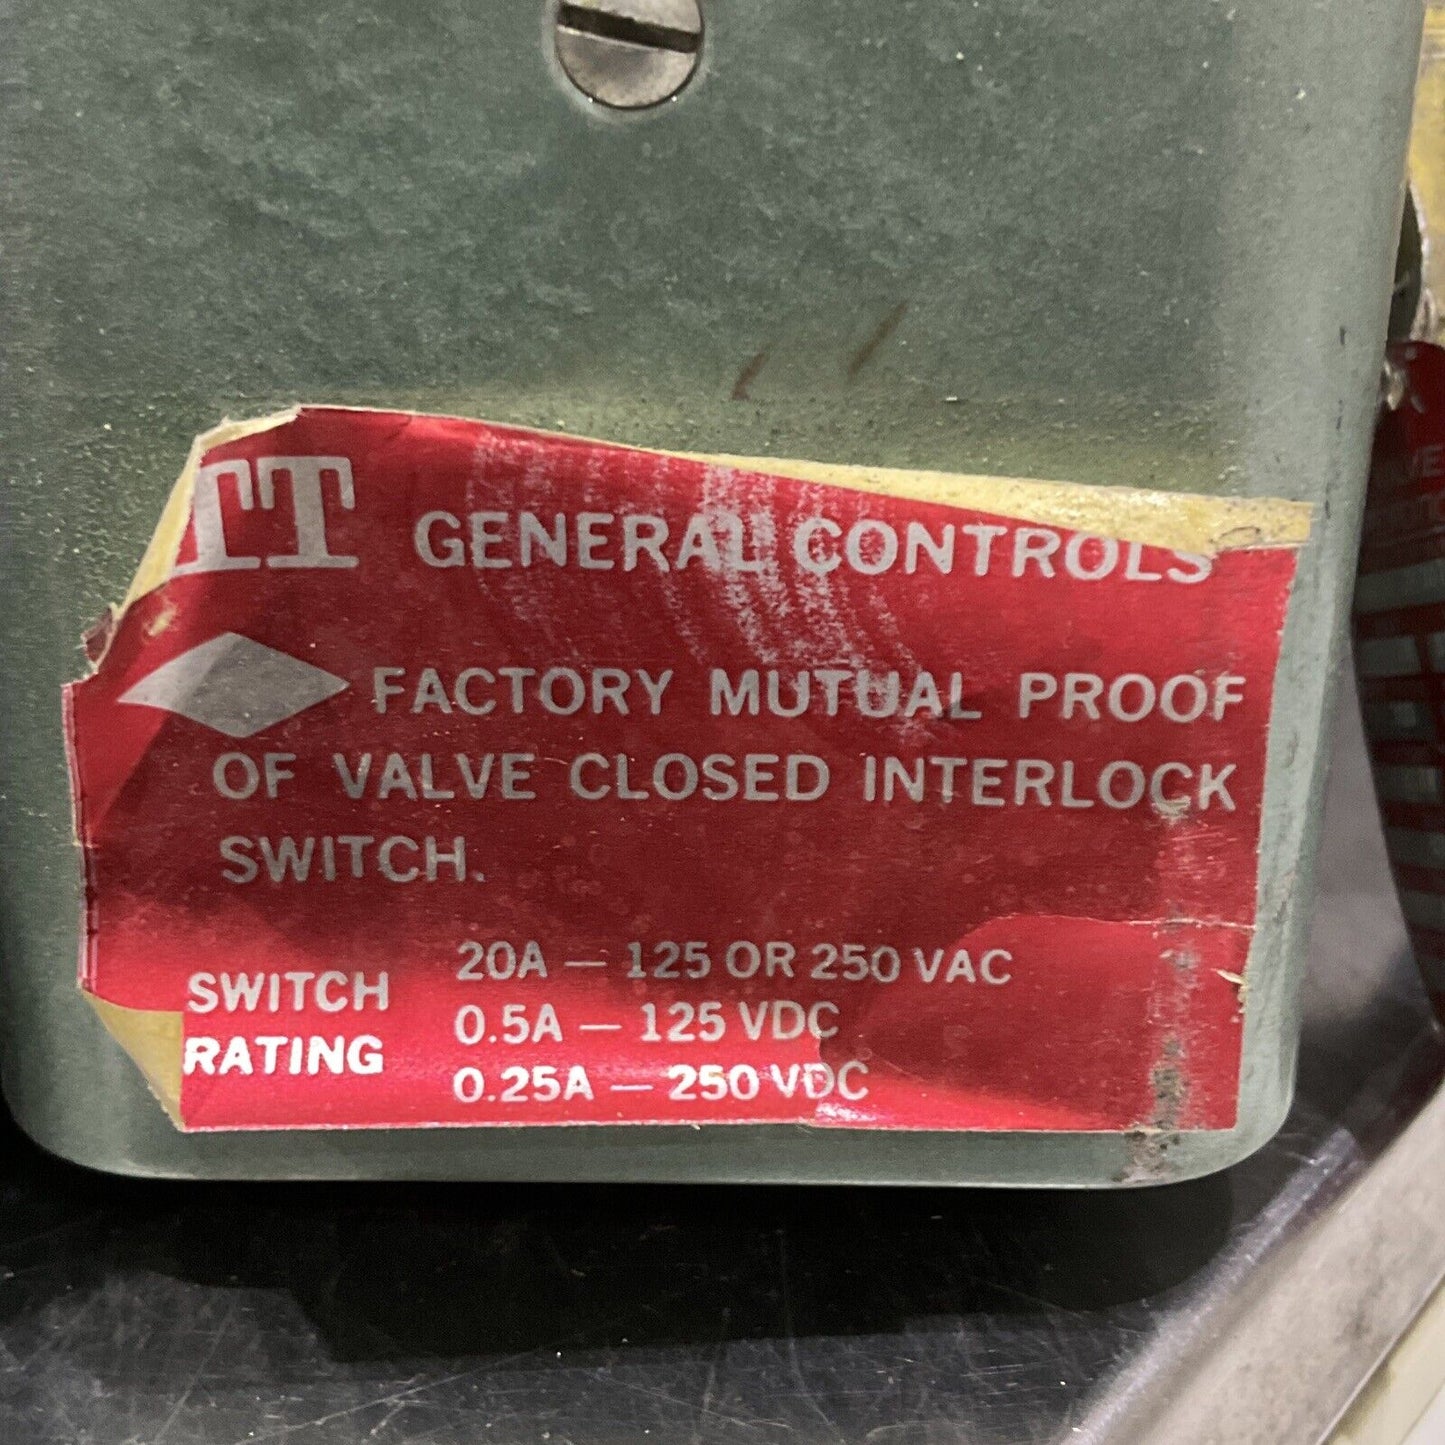 TT GENERAL CONTROLS
FACTORY MUTUAL PROOF
OF VALVE CLOSED INTERLOCK
SWITCH.
SWITCH RATING
20A — 125 OR 250 VAC
0.5A — 125 VDC
0.25A — 250 VDC